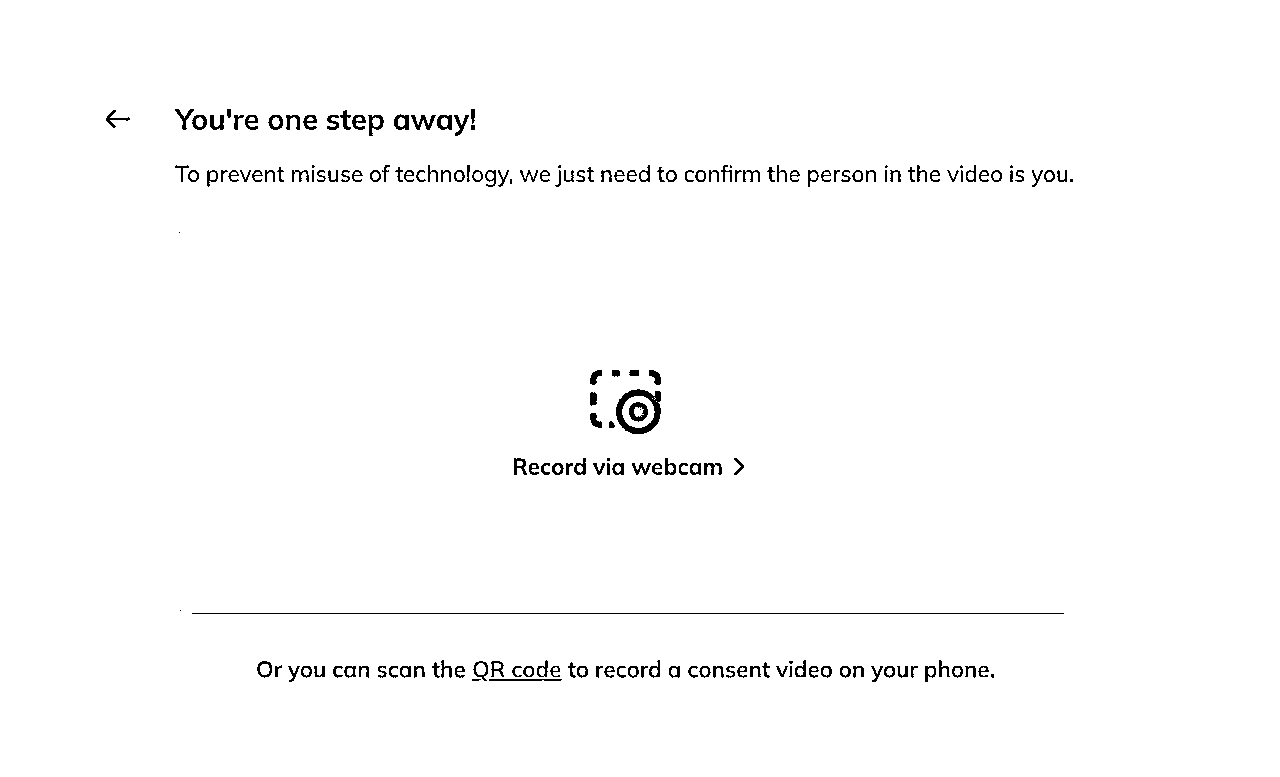 You're one step away!
To prevent misuse of technology, we just need to confirm the person in the video is you.
Record via webcam
Or you can scan the QR code to record a consent video on your phone.